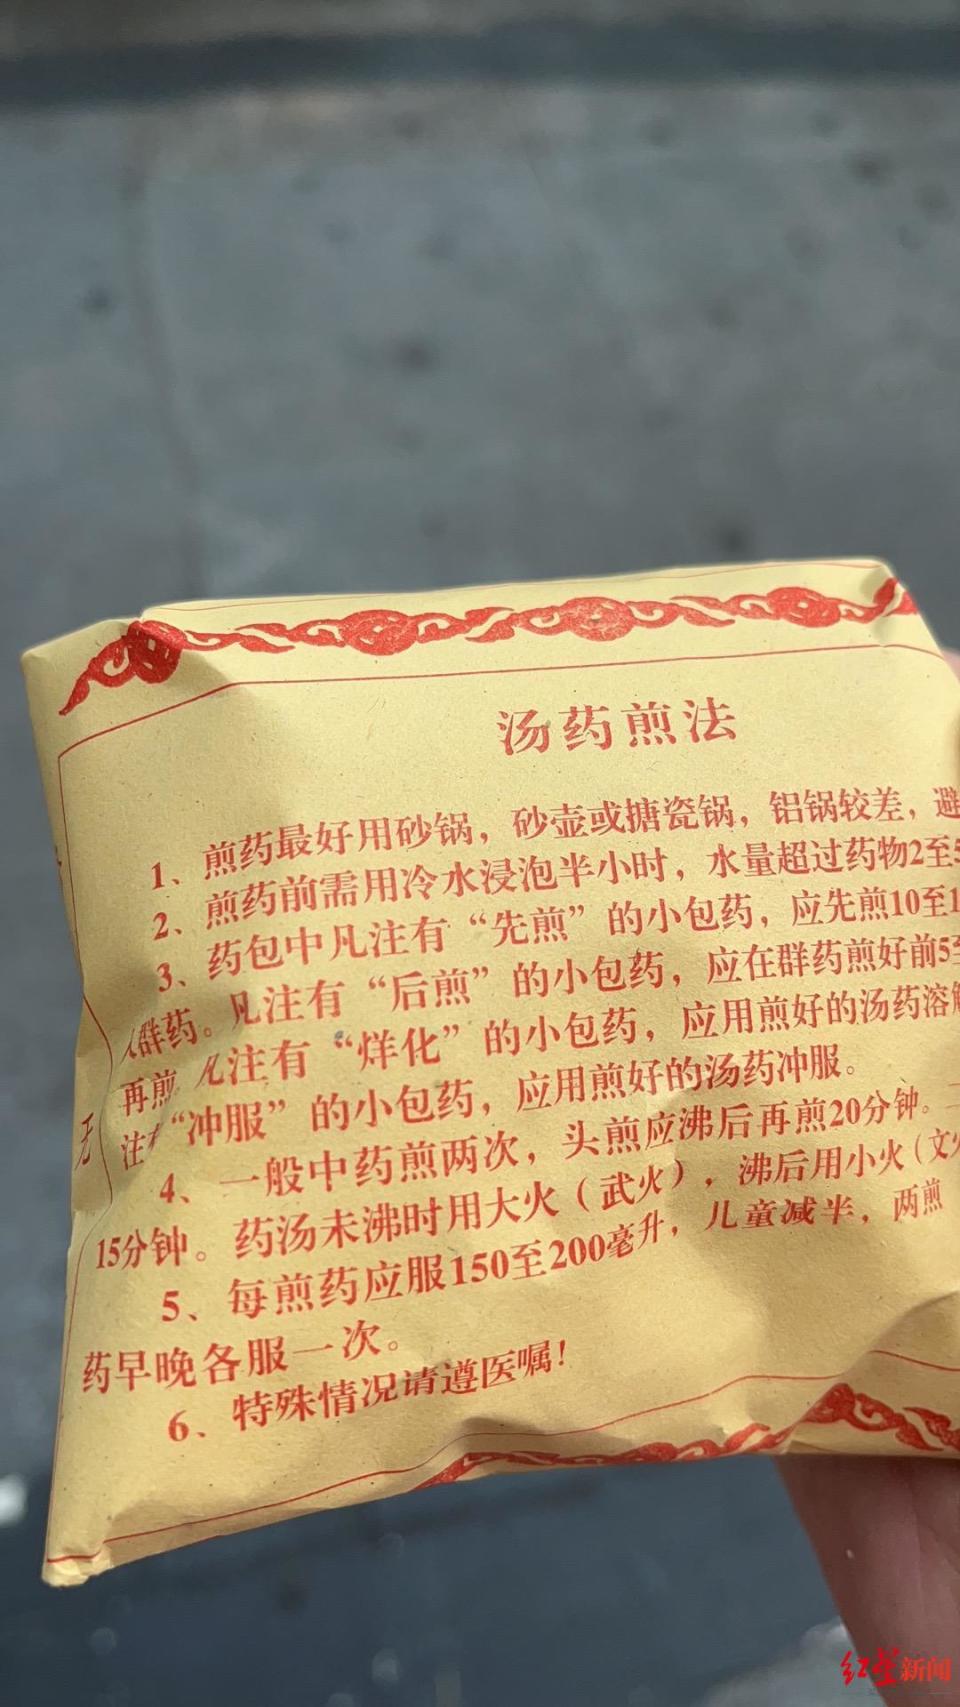 汤药煎法
1、煎药最好用砂锅，砂壶或搪瓷锅，铝锅较差，避
2、煎药前需用冷水浸泡半小时，水量超过药物2至5
3、药包中凡注有“先煎”的小包药，应先煎10至1
群药。凡注有“后煎”的小包药，应在群药煎好前5至
再煎 凡注有“烊化”的小包药，应用煎好的汤药溶解
注有“冲服”的小包药，应用煎好的汤药冲服。
4、一般中药煎两次，头煎应沸后再煎20分钟。二
15分钟。药汤未沸时用大火（武火），沸后用小火（文火
5、每煎药应服150至200毫升，儿童减半，两煎
药早晚各服一次。
6、特殊情况请遵医嘱！
无
红星新闻